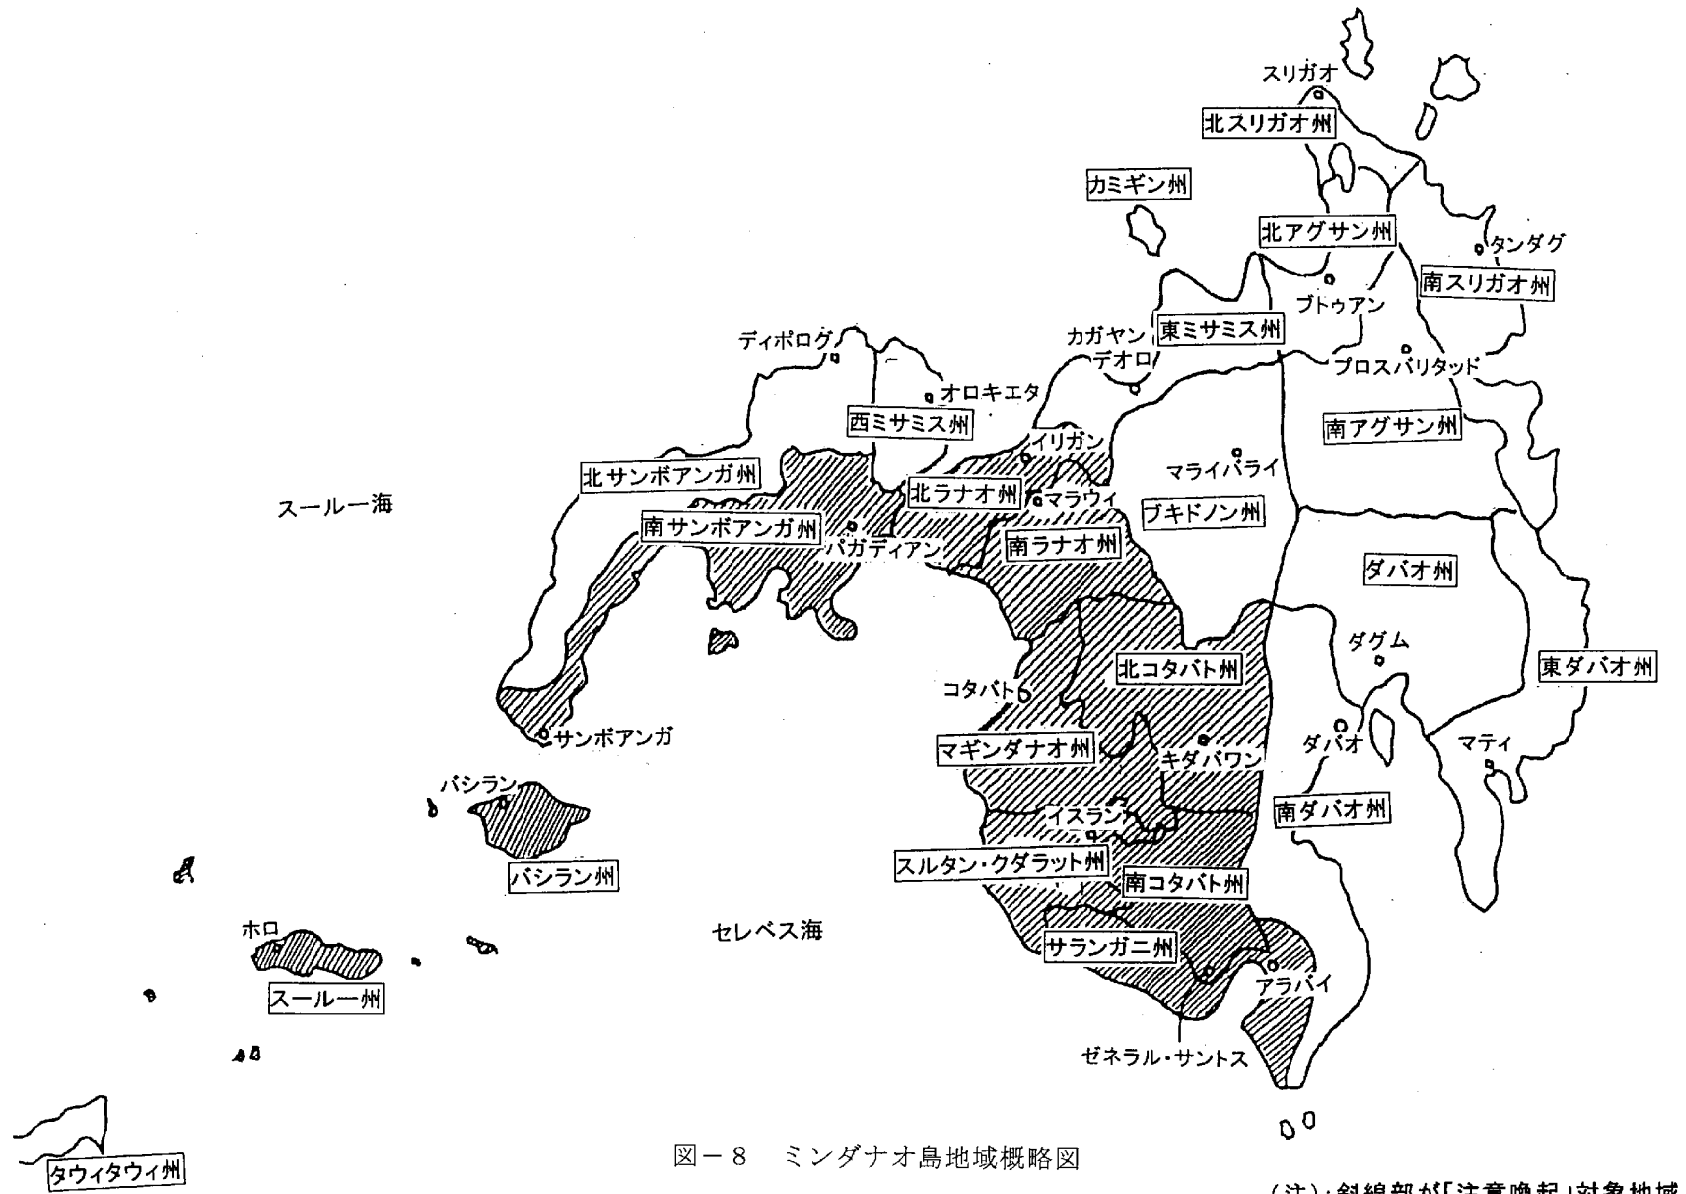 スリガオ
北スリガオ州
カミギン州
北アグサン州
タンダグ
南スリガオ州
ブトゥアン
東ミサミス州
カガヤン
デオロ
ディポログ
プロスパリタッド
オロキエタ
西ミサミス州
南アグサン州
イリガン
マライバライ
北サンボアンガ州
北ラナオ州
マラウィ
ブキドノン州
スールー海
南サンボアンガ州
パガディアン
南ラナオ州
ダバオ州
ダグム
東ダバオ州
北コタバト州
コタバト
サンボアンガ
マギンダナオ州
キダパワン
ダバオ
マティ
バシラン
イスラン
南ダバオ州
スルタン・クダラット州
バシラン州
南コタバト州
ホロ
セレベス海
サランガニ州
スールー州
アラバイ
ゼネラル・サントス
タウィタウィ州
図－８　ミンダナオ島地域概略図
(注):斜線部が「注意喚起」対象地域